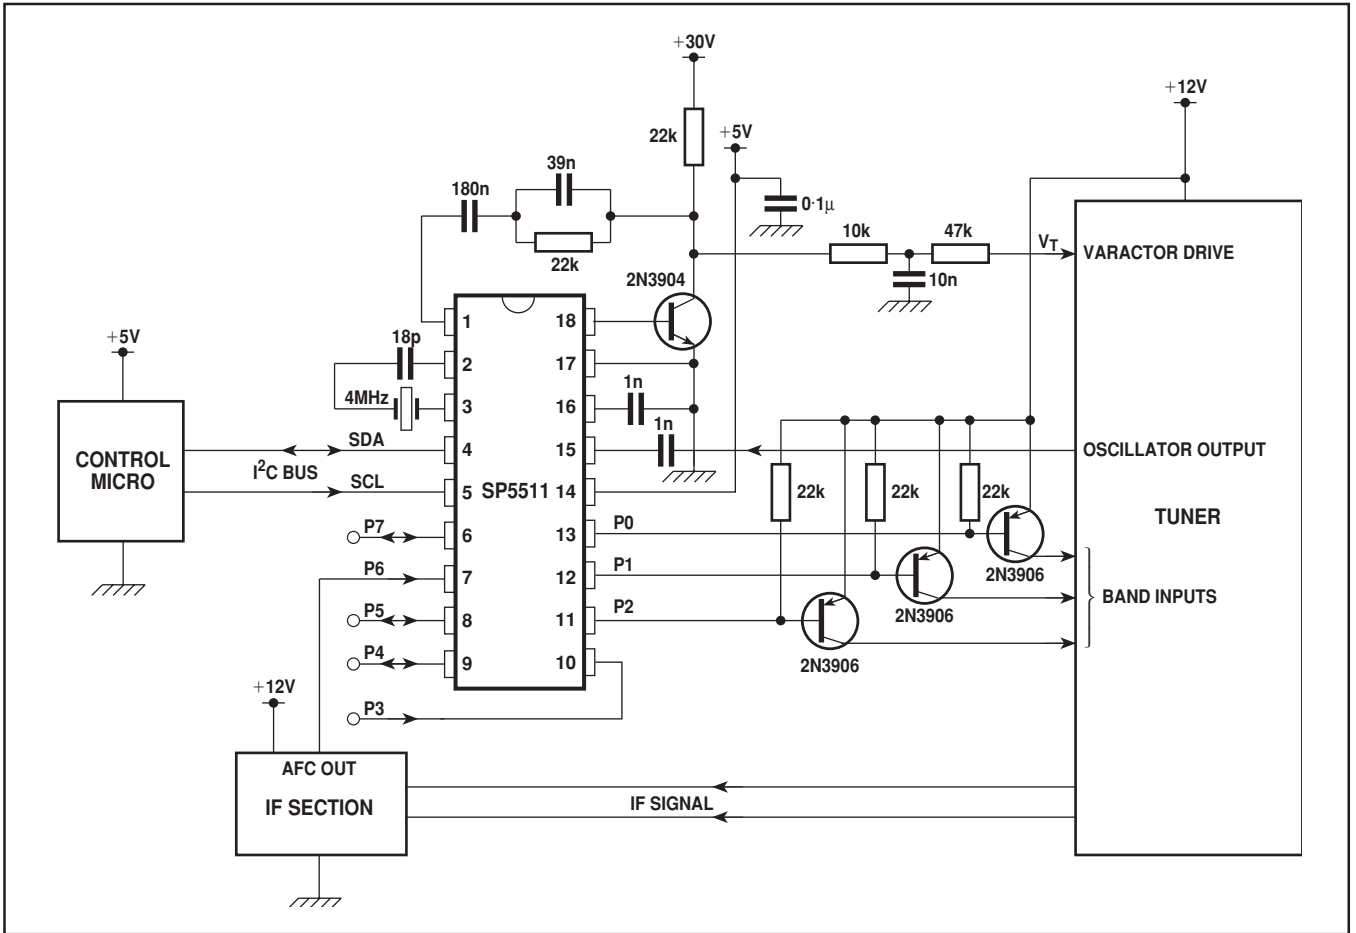 +30V
+12V
+5V
22k
39n
180n
0·1µ
22k
10k
47k
VT
VARACTOR DRIVE
10n
2N3904
+5V
18p
4MHz
1
2
3
4
5
6
7
8
9
SP5511
18
17
16
15
14
13
12
11
10
1n
1n
CONTROL
MICRO
SDA
I²C BUS
SCL
P7
P6
P5
P4
P3
P0
P1
P2
22k
22k
22k
2N3906
2N3906
2N3906
OSCILLATOR OUTPUT
TUNER
BAND INPUTS
+12V
AFC OUT
IF SECTION
IF SIGNAL